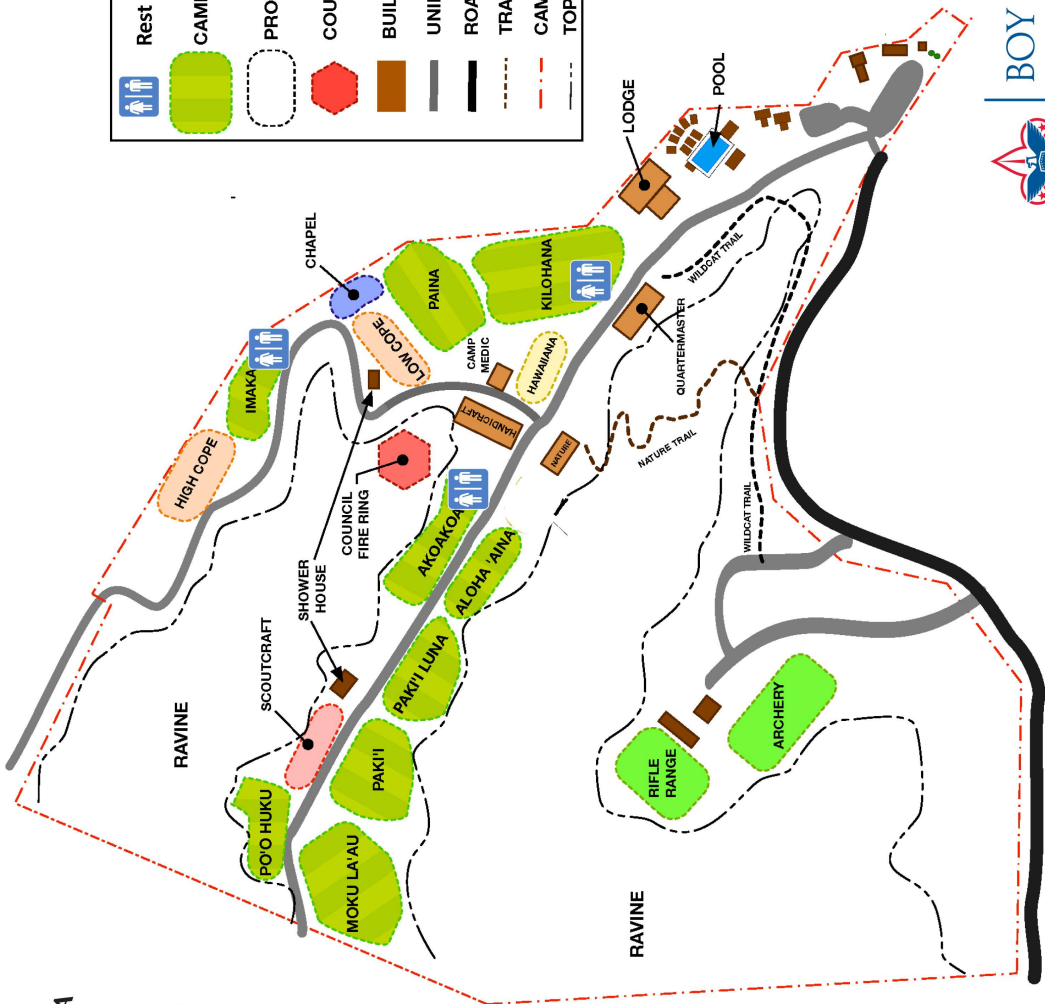 Rest
CAMP
PRO
COU
BUIL
UNI
ROA
TRA
CAM
TOP
BOY
LODGE
POOL
CHAPEL
PAINA
KILOHANA
LOW COPE
CAMP
MEDIC
HAWAIIANA
IMAKA
HIGH COPE
HANDICRAFT
QUARTERMASTER
WILDCAT TRAIL
NATURE
NATURE TRAIL
WILDCAT TRAIL
COUNCIL
FIRE RING
SHOWER
HOUSE
AKOAKOA
ALOHA 'AINA
SCOUTCRAFT
PAKI'I LUNA
PAKI'I
PO'O HUKU
MOKU LA'AU
RAVINE
RAVINE
RIFLE
RANGE
ARCHERY
A